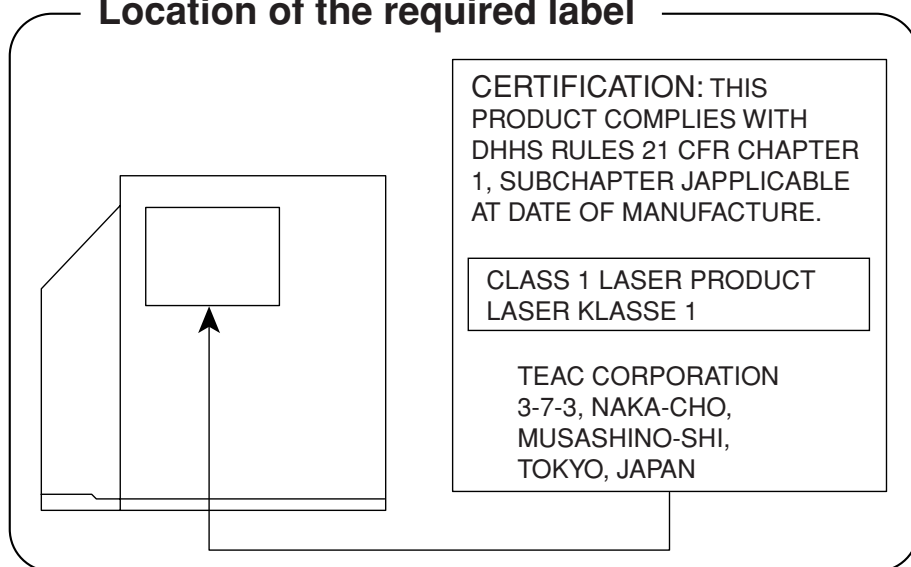 Location of the required label
CERTIFICATION: THIS
PRODUCT COMPLIES WITH
DHHS RULES 21 CFR CHAPTER
1, SUBCHAPTER JAPPLICABLE
AT DATE OF MANUFACTURE.
CLASS 1 LASER PRODUCT
LASER KLASSE 1
TEAC CORPORATION
3-7-3, NAKA-CHO,
MUSASHINO-SHI,
TOKYO, JAPAN